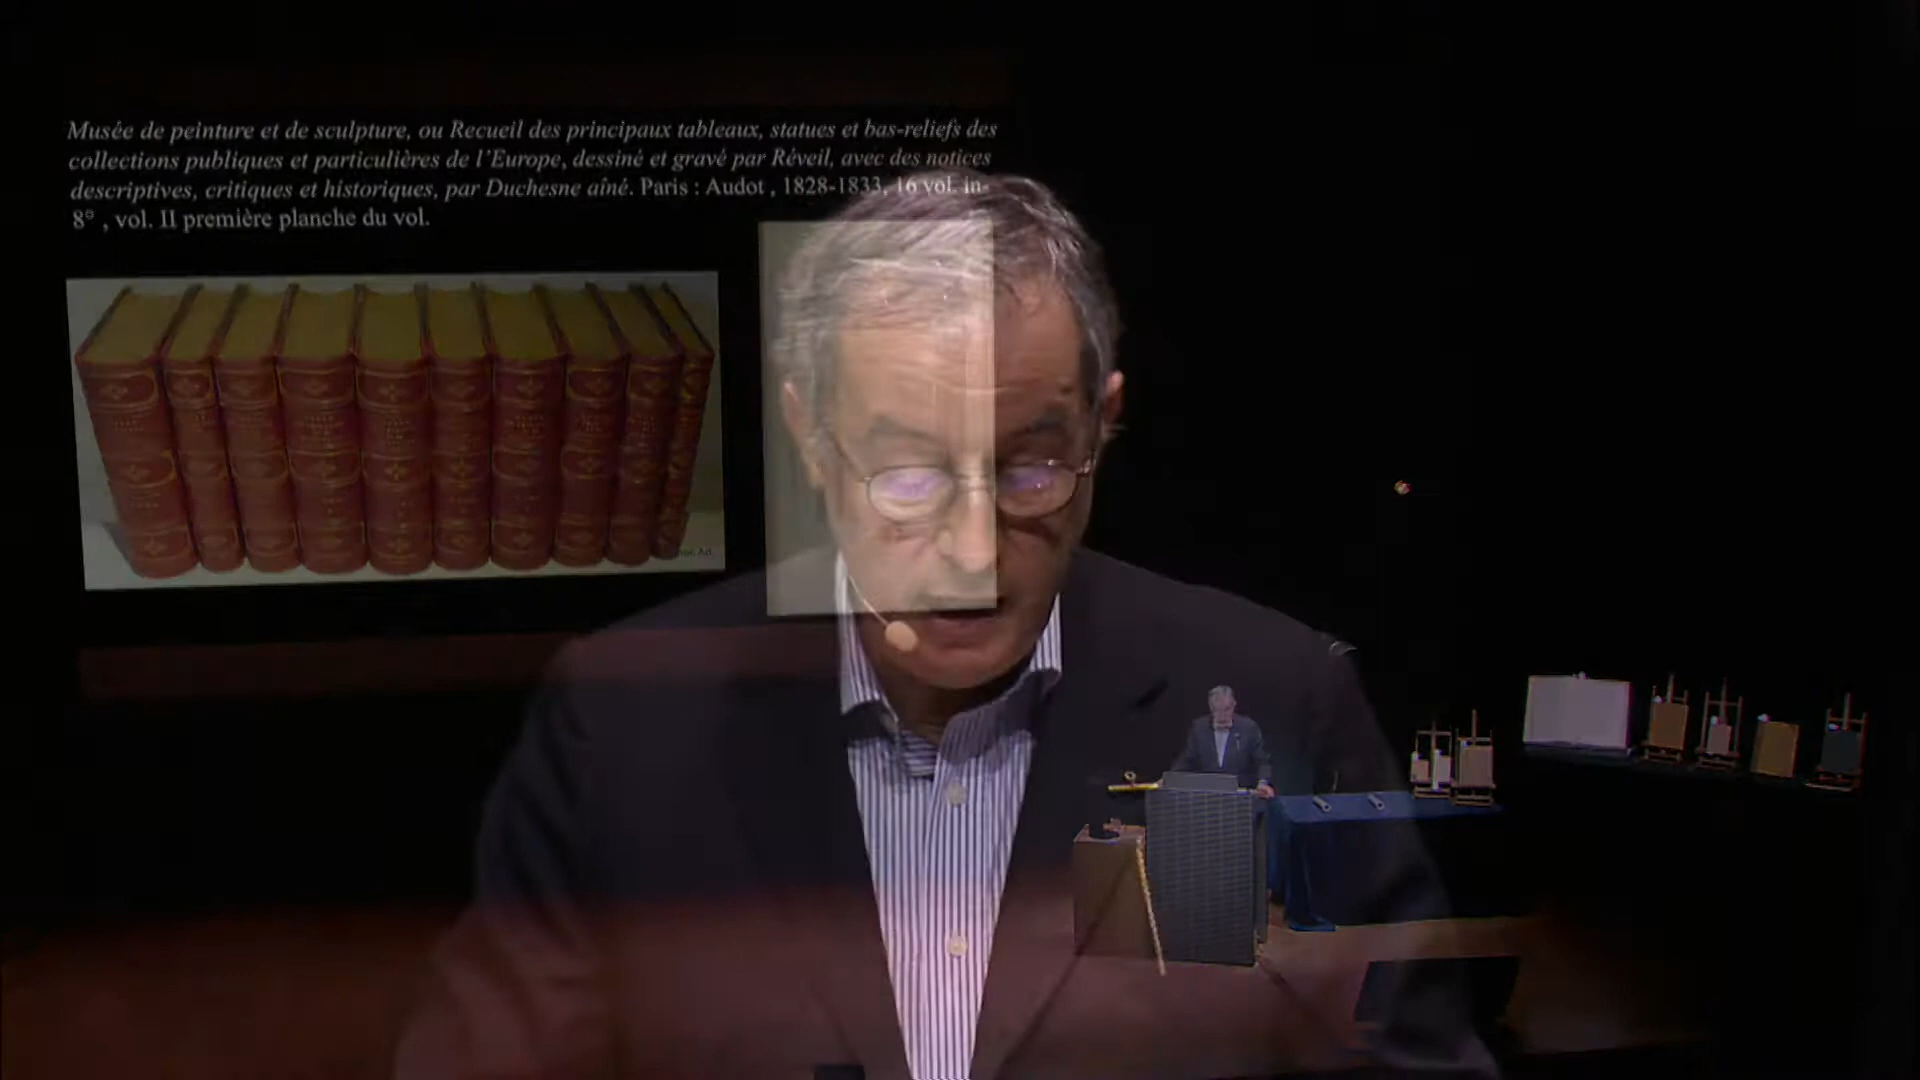 Musée de peinture et de sculpture, ou Recueil des principaux tableaux, statues et bas-reliefs des
collections publiques et particulières de l'Europe, dessiné et gravé par Réveil, avec des notices
descriptives, critiques et historiques, par Duchesne aîné. Paris : Audot , 1828-1833, 16 vol. in-
8° , vol. II première planche du vol.